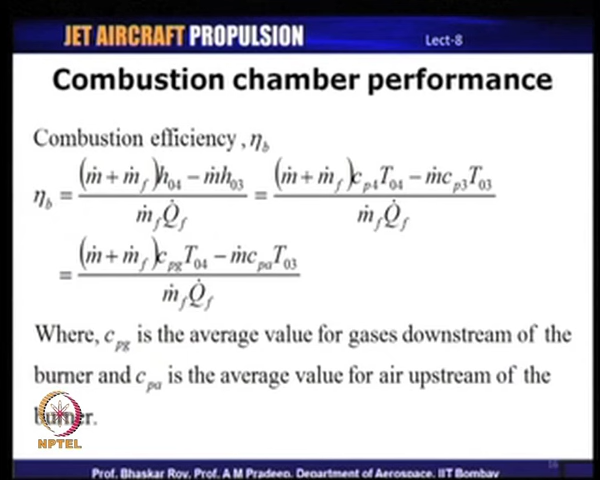 JET AIRCRAFT PROPULSION Lect-8
Combustion chamber performance
Combustion efficiency, η_b
η_b = ((ṁ + ṁ_f)h_04 − ṁh_03) / (ṁ_f Q̇_f) = ((ṁ + ṁ_f)c_p4 T_04 − ṁc_p3 T_03) / (ṁ_f Q̇_f)
= ((ṁ + ṁ_f)c_pg T_04 − ṁc_pa T_03) / (ṁ_f Q̇_f)
Where, c_pg is the average value for gases downstream of the
burner and c_pa is the average value for air upstream of the
burner.
NPTEL
16
Prof. Bhaskar Roy, Prof. A M Pradeep, Department of Aerospace, IIT Bombay